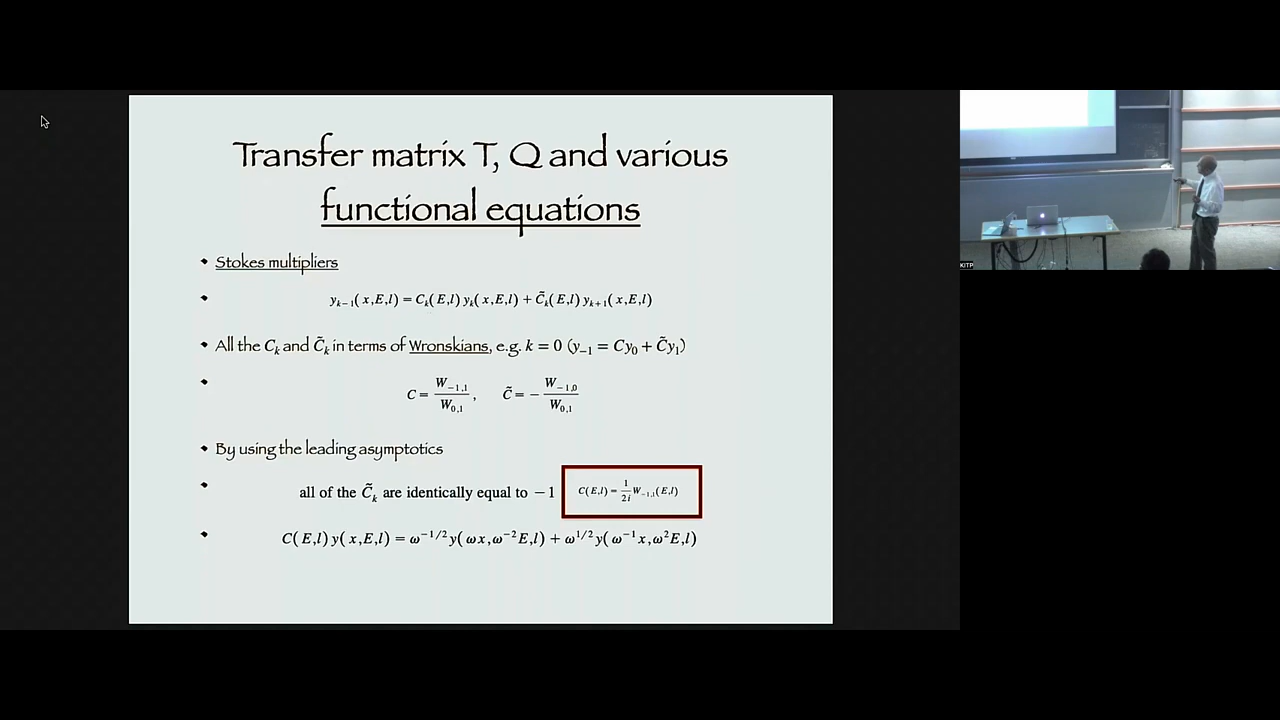 Transfer matrix T, Q and various
functional equations
Stokes multipliers
y_{k−1}(x,E,l) = C_k(E,l) y_k(x,E,l) + C̃_k(E,l) y_{k+1}(x,E,l)
All the C_k and C̃_k in terms of Wronskians, e.g. k = 0 (y_{−1} = Cy_0 + C̃y_1)
C = W_{−1,1}/W_{0,1}, C̃ = − W_{−1,0}/W_{0,1}
By using the leading asymptotics
all of the C̃_k are identically equal to −1 C(E,l) = 1/2i W_{−1,1}(E,l)
C(E,l) y(x,E,l) = ω^{−1/2} y(ωx,ω^{−2}E,l) + ω^{1/2} y(ω^{−1}x,ω^2E,l)
KITP